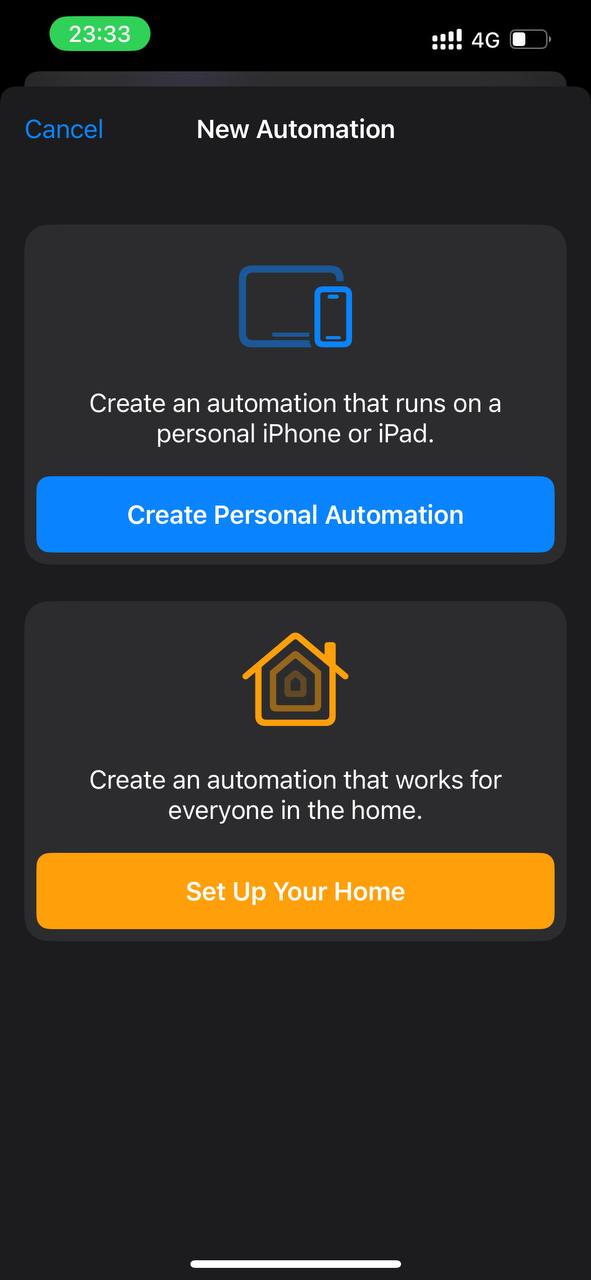 23:33
4G
Cancel
New Automation
Create an automation that runs on a
personal iPhone or iPad.
Create Personal Automation
Create an automation that works for
everyone in the home.
Set Up Your Home